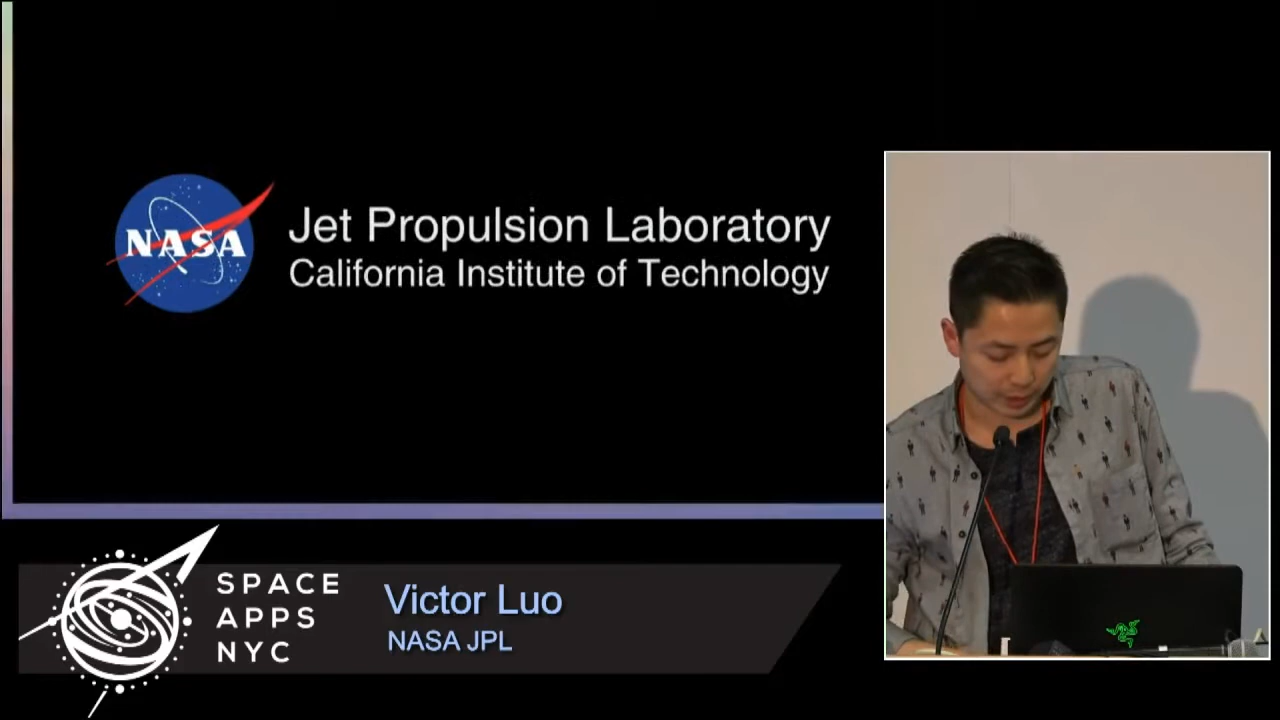 NASA
Jet Propulsion Laboratory
California Institute of Technology
SPACE
APPS
NYC
Victor Luo
NASA JPL